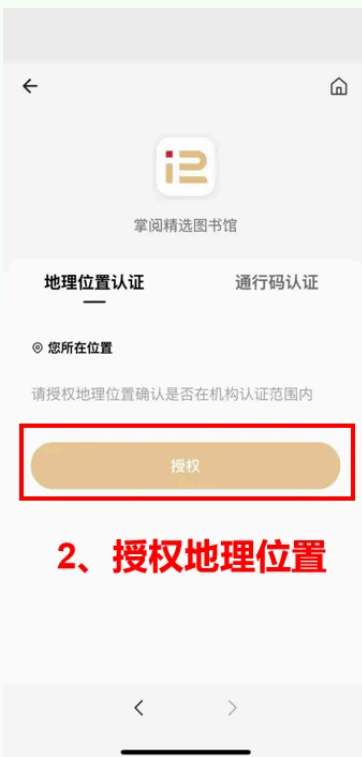 掌阅精选图书馆
地理位置认证 通行码认证
您所在位置
请授权地理位置确认是否在机构认证范围内
授权
2、授权地理位置